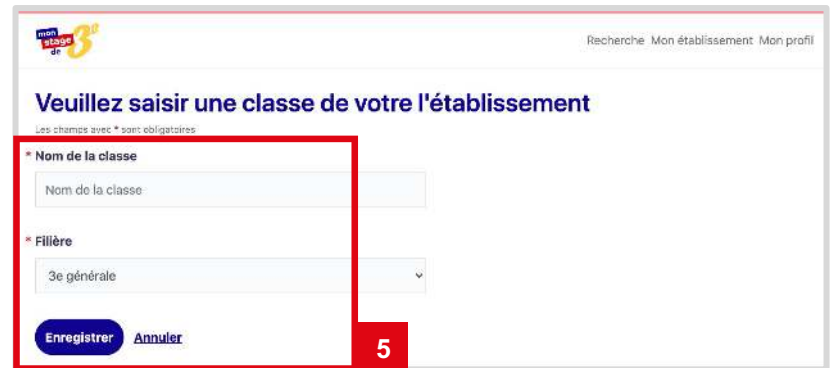 mon
stage
de 3e
Recherche Mon établissement Mon profil
Veuillez saisir une classe de votre l'établissement
Les champs avec * sont obligatoires
* Nom de la classe
Nom de la classe
* Filière
3e générale
Enregistrer Annuler
5